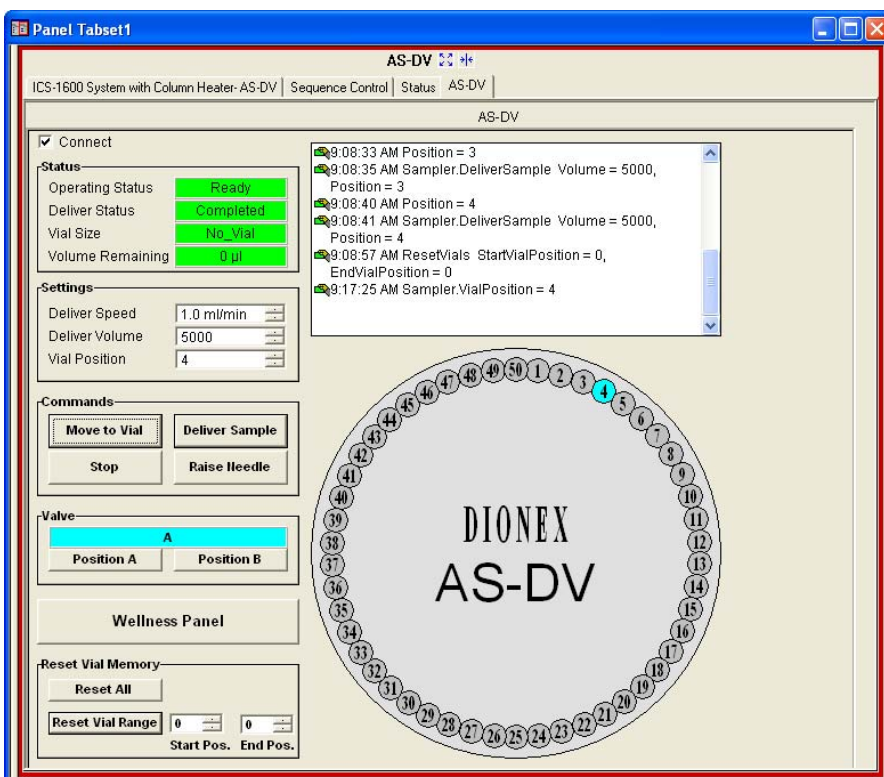 Panel Tabset1
AS-DV
ICS-1600 System with Column Heater- AS-DV
Sequence Control
Status
AS-DV
AS-DV
Connect
Status
Operating Status Ready
Deliver Status Completed
Vial Size No_Vial
Volume Remaining 0 µl
Settings
Deliver Speed 1.0 ml/min
Deliver Volume 5000
Vial Position 4
Commands
Move to Vial Deliver Sample
Stop Raise Needle
Valve
A
Position A Position B
Wellness Panel
Reset Vial Memory
Reset All
Reset Vial Range 0 0
Start Pos. End Pos.
9:08:33 AM Position = 3
9:08:35 AM Sampler.DeliverSample Volume = 5000,
Position = 3
9:08:40 AM Position = 4
9:08:41 AM Sampler.DeliverSample Volume = 5000,
Position = 4
9:08:57 AM ResetVials StartVialPosition = 0,
EndVialPosition = 0
9:17:25 AM Sampler.VialPosition = 4
1 2 3 4 5 6 7 8 9 10 11 12 13 14 15 16 17 18 19 20 21 22 23 24 25 26 27 28 29 30 31 32 33 34 35 36 37 38 39 40 41 42 43 44 45 46 47 48 49 50
DIONEX
AS-DV